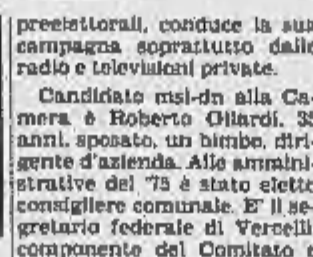 preelettorali, conduce la sua
campagna soprattutto dalle
radio e televisioni private.
Candidato msi-dn alla Ca-
mera è Roberto Gilardi, 35
anni, sposato, un bimbo, diri-
gente d'azienda. Alle ammini-
strative del '75 è stato eletto
consigliere comunale. E' il se-
gretario federale di Vercelli,
componente del Comitato